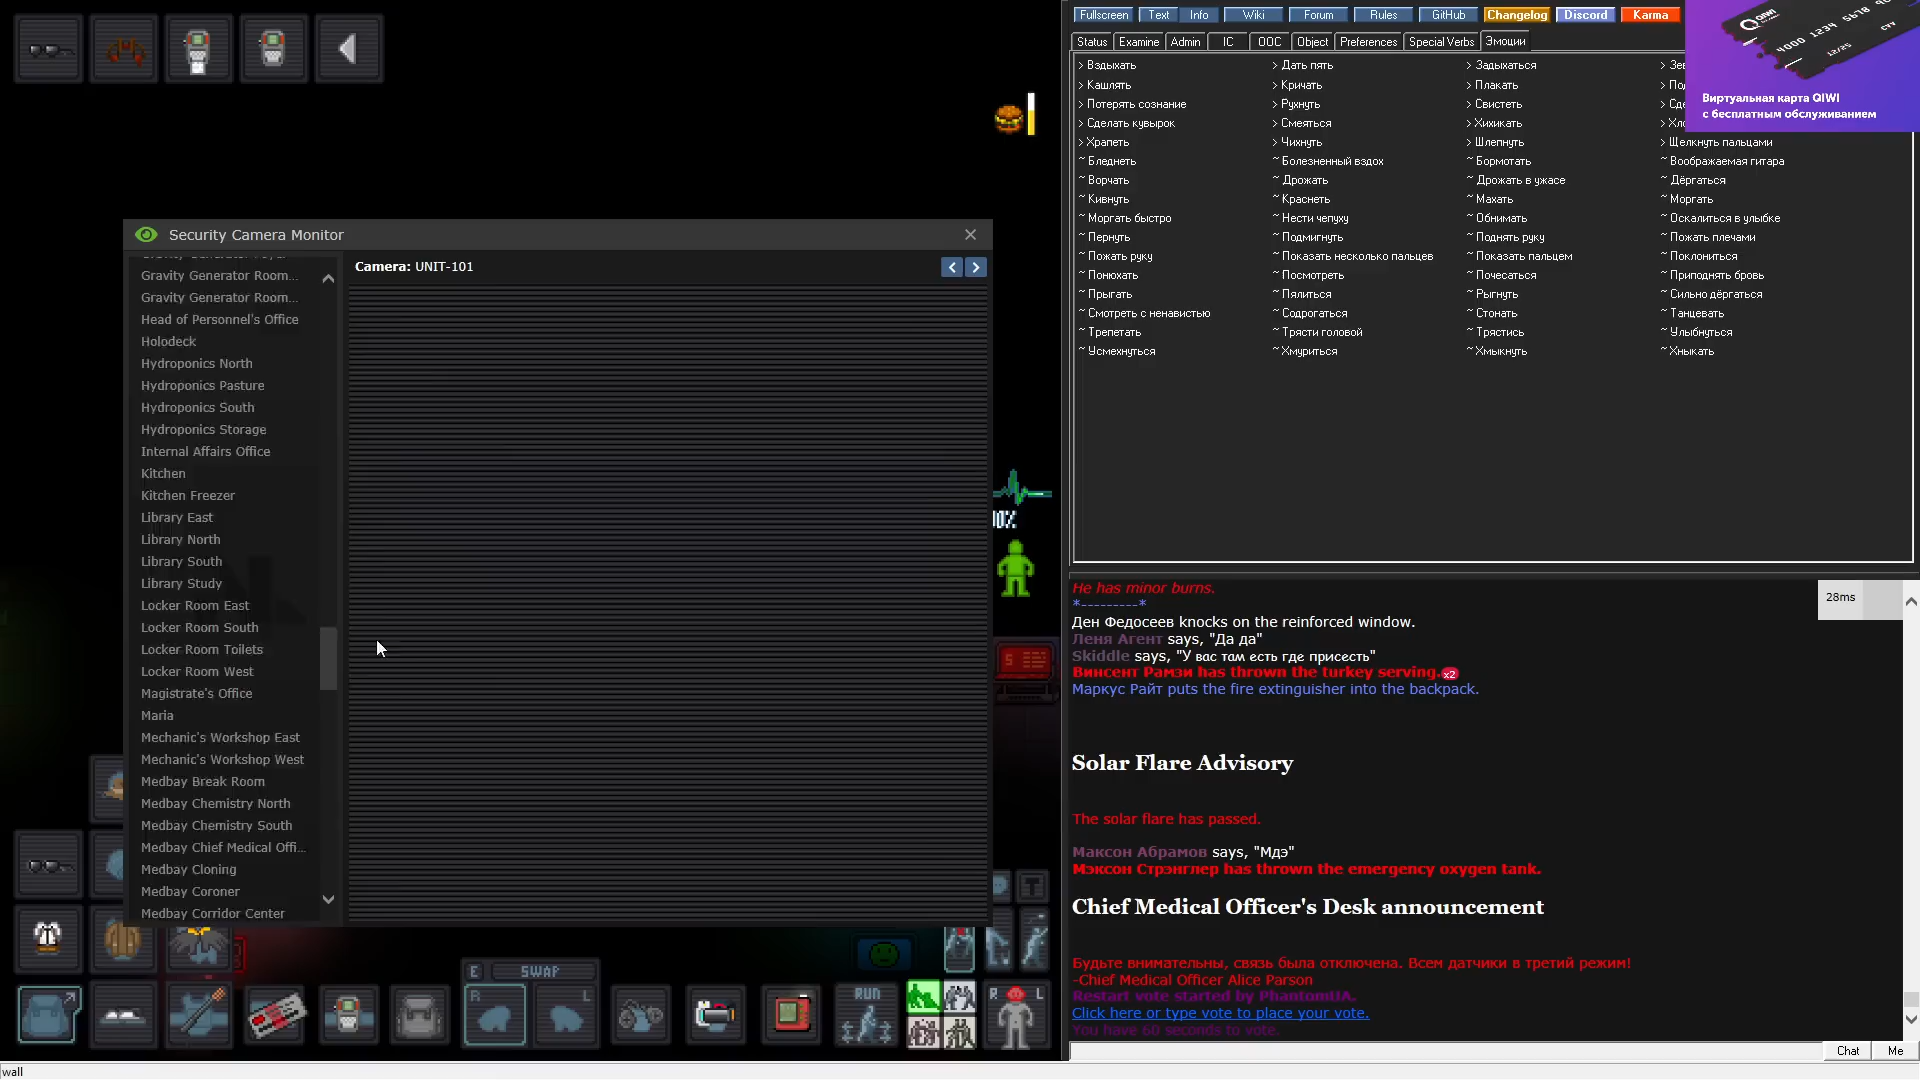 Fullscreen Text Info Wiki Forum Rules GitHub Changelog Discord Karma
Status Examine Admin IC OOC Object Preferences Special Verbs Эмоции
> Вздыхать > Дать пять > Задыхаться
> Кашлять > Кричать > Плакать
> Потерять сознание > Рухнуть > Свистеть
> Сделать кувырок > Смеяться > Хихикать
> Храпеть > Чихнуть > Шлепнуть > Щелкнуть пальцами
~ Бледнеть ~ Болезненный вздох ~ Бормотать ~ Воображаемая гитара
~ Ворчать ~ Дрожать ~ Дрожать в ужасе ~ Дёргаться
~ Кивнуть ~ Краснеть ~ Махать ~ Моргать
~ Моргать быстро ~ Нести чепуху ~ Обнимать ~ Оскалиться в улыбке
~ Пернуть ~ Подмигнуть ~ Поднять руку ~ Пожать плечами
~ Пожать руку ~ Показать несколько пальцев ~ Показать пальцем ~ Поклониться
~ Понюхать ~ Посмотреть ~ Почесаться ~ Приподнять бровь
~ Прыгать ~ Пялиться ~ Рыгнуть ~ Сильно дёргаться
~ Смотреть с ненавистью ~ Содрогаться ~ Стонать ~ Танцевать
~ Трепетать ~ Трясти головой ~ Трястись ~ Улыбнуться
~ Усмехнуться ~ Хмуриться ~ Хмыкнуть ~ Хныкать
QIWI
4000 1234 5678
12/25 CVV
Виртуальная карта QIWI
с бесплатным обслуживанием
Security Camera Monitor
Camera: UNIT-101
Gravity Generator Room...
Gravity Generator Room...
Head of Personnel's Office
Holodeck
Hydroponics North
Hydroponics Pasture
Hydroponics South
Hydroponics Storage
Internal Affairs Office
Kitchen
Kitchen Freezer
Library East
Library North
Library South
Library Study
Locker Room East
Locker Room South
Locker Room Toilets
Locker Room West
Magistrate's Office
Maria
Mechanic's Workshop East
Mechanic's Workshop West
Medbay Break Room
Medbay Chemistry North
Medbay Chemistry South
Medbay Chief Medical Offi...
Medbay Cloning
Medbay Coroner
Medbay Corridor Center
He has minor burns.
*---------*
Ден Федосеев knocks on the reinforced window.
Леня Агент says, "Да да"
Skiddle says, "У вас там есть где присесть"
Винсент Рамзи has thrown the turkey serving. x2
Маркус Райт puts the fire extinguisher into the backpack.
Solar Flare Advisory
The solar flare has passed.
Максон Абрамов says, "Мдэ"
Мэксон Стрэнглер has thrown the emergency oxygen tank.
Chief Medical Officer's Desk announcement
Будьте внимательны, связь была отключена. Всем датчики в третий режим!
-Chief Medical Officer Alice Parson
Restart vote started by PhantomUA.
Click here or type vote to place your vote.
You have 60 seconds to vote.
28ms
Chat Me
E SWAP
R L
RUN
R L
wall